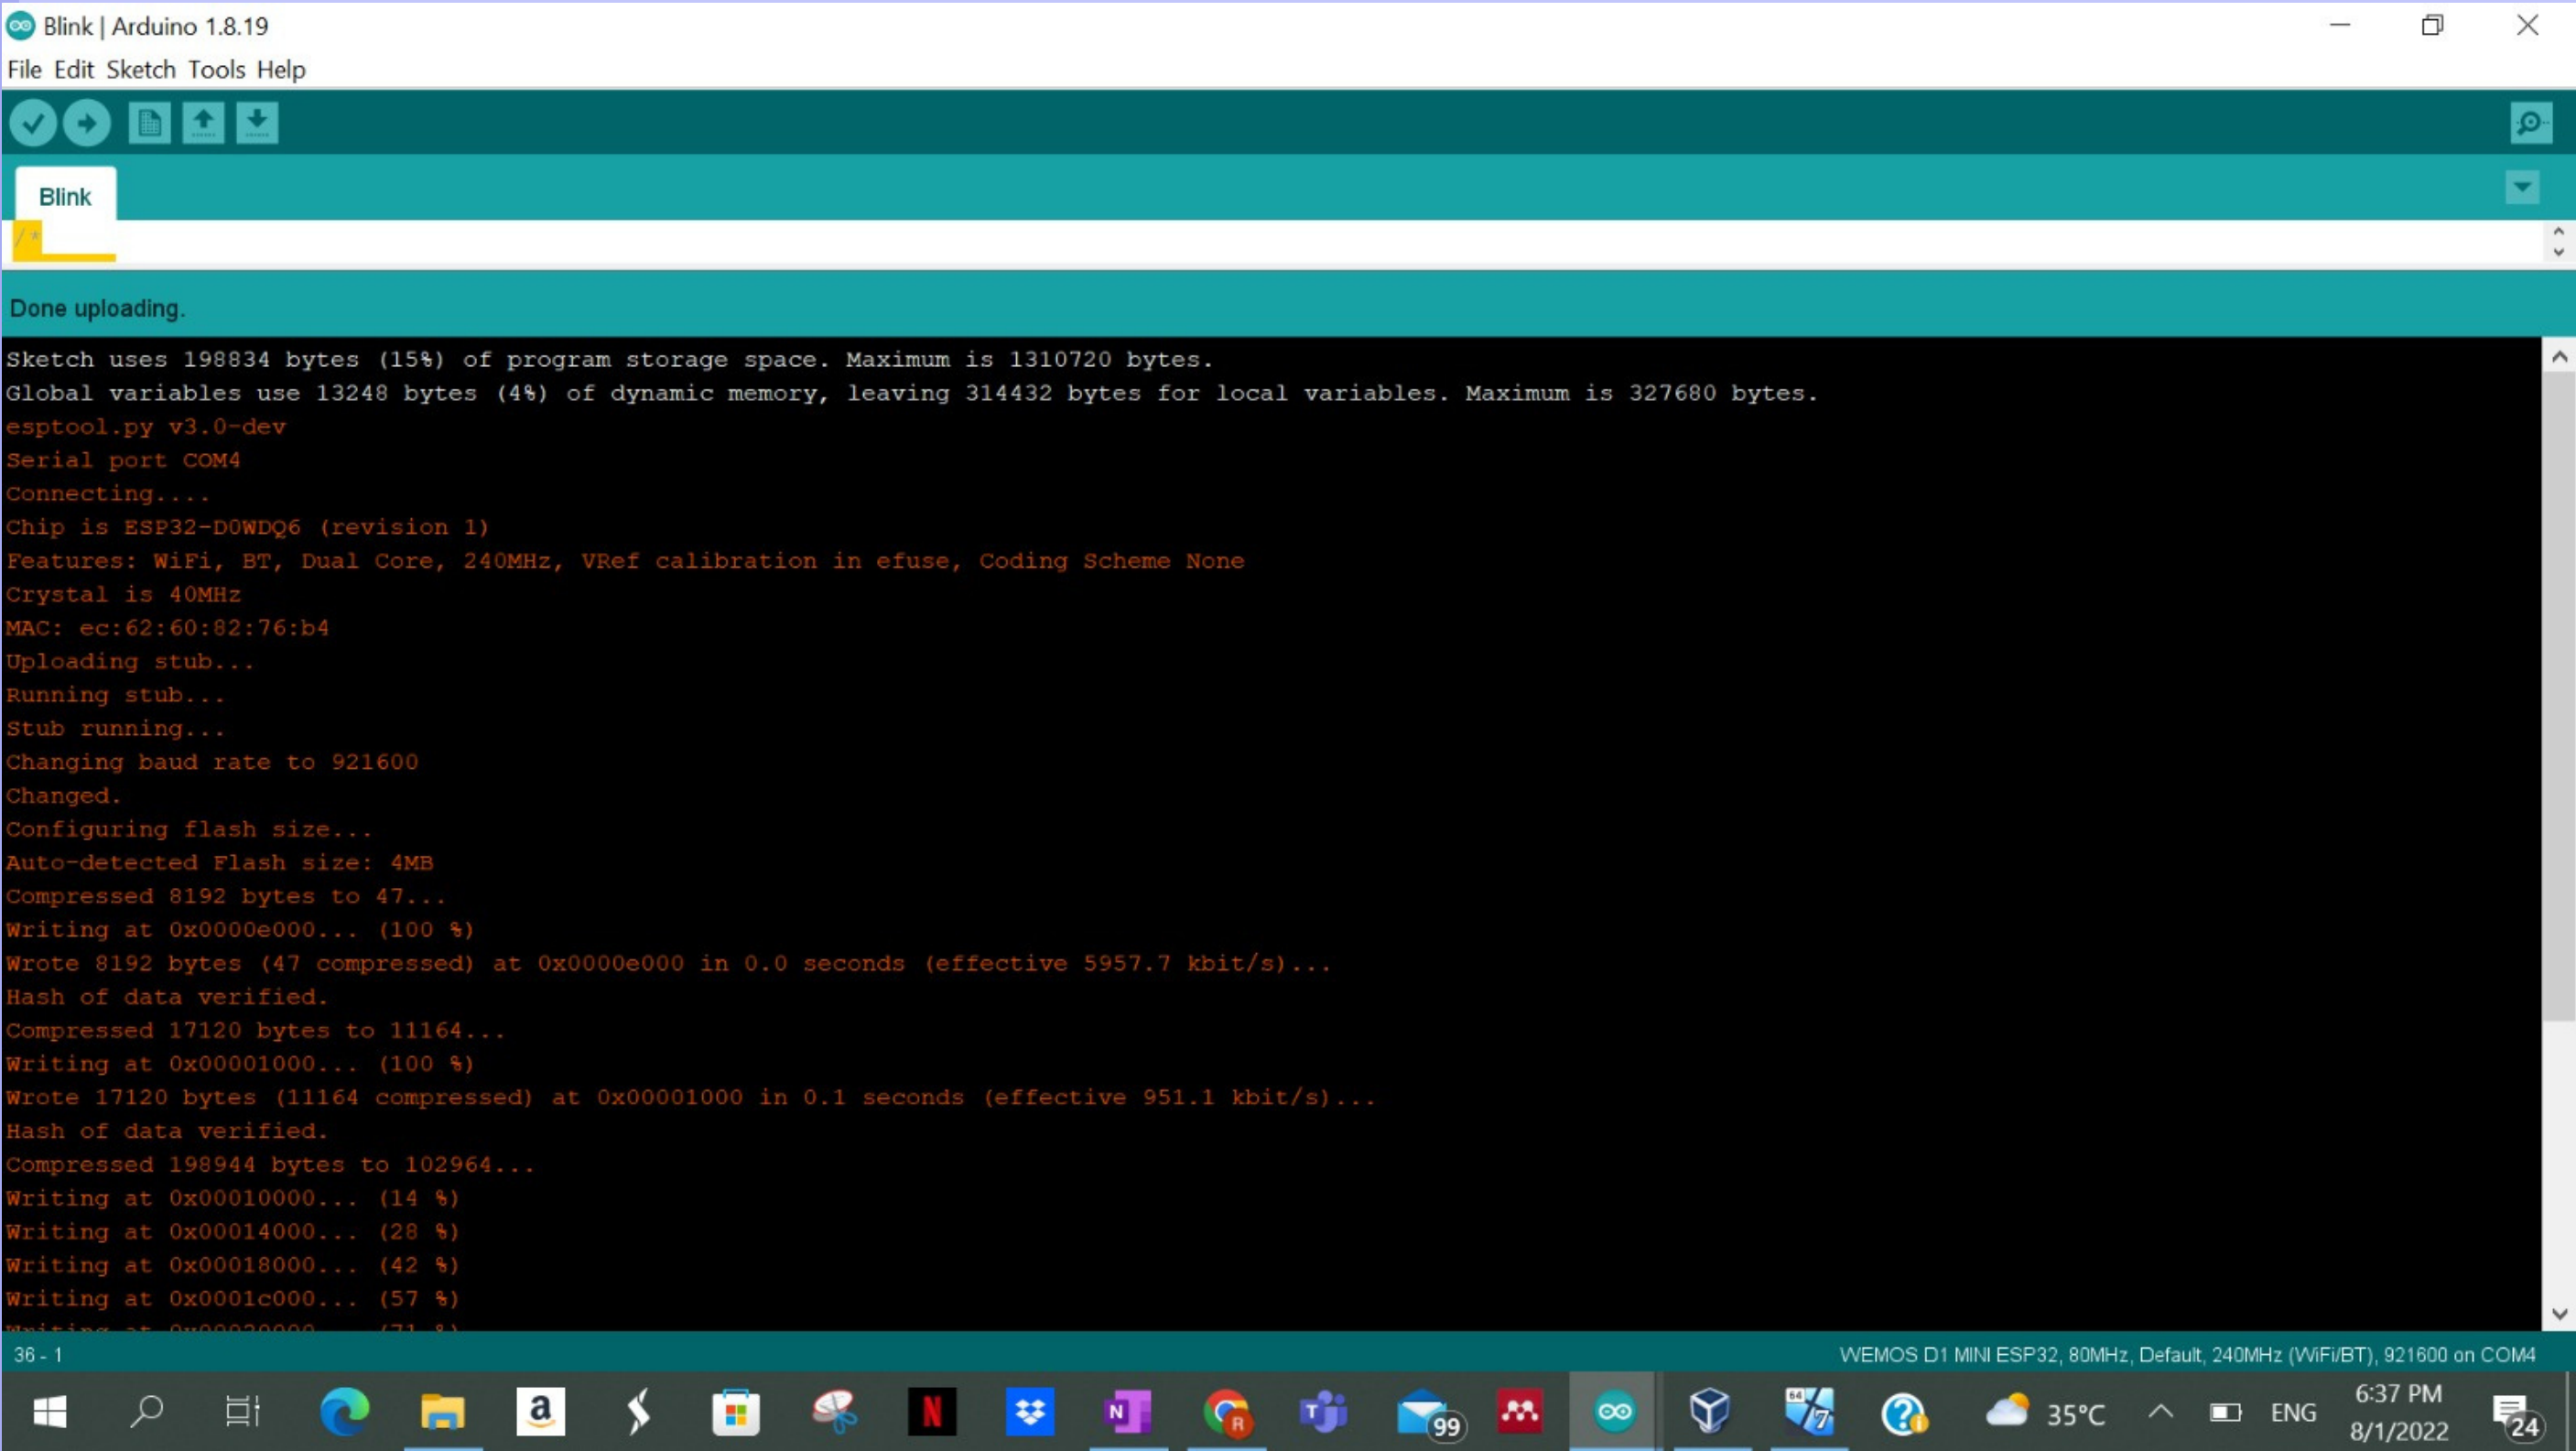 Blink | Arduino 1.8.19
File Edit Sketch Tools Help
Blink
/*
Done uploading.
Sketch uses 198834 bytes (15%) of program storage space. Maximum is 1310720 bytes.
Global variables use 13248 bytes (4%) of dynamic memory, leaving 314432 bytes for local variables. Maximum is 327680 bytes.
esptool.py v3.0-dev
Serial port COM4
Connecting....
Chip is ESP32-D0WDQ6 (revision 1)
Features: WiFi, BT, Dual Core, 240MHz, VRef calibration in efuse, Coding Scheme None
Crystal is 40MHz
MAC: ec:62:60:82:76:b4
Uploading stub...
Running stub...
Stub running...
Changing baud rate to 921600
Changed.
Configuring flash size...
Auto-detected Flash size: 4MB
Compressed 8192 bytes to 47...
Writing at 0x0000e000... (100 %)
Wrote 8192 bytes (47 compressed) at 0x0000e000 in 0.0 seconds (effective 5957.7 kbit/s)...
Hash of data verified.
Compressed 17120 bytes to 11164...
Writing at 0x00001000... (100 %)
Wrote 17120 bytes (11164 compressed) at 0x00001000 in 0.1 seconds (effective 951.1 kbit/s)...
Hash of data verified.
Compressed 198944 bytes to 102964...
Writing at 0x00010000... (14 %)
Writing at 0x00014000... (28 %)
Writing at 0x00018000... (42 %)
Writing at 0x0001c000... (57 %)
Writing at 0x00020000... (71 %)
36 - 1
WEMOS D1 MINI ESP32, 80MHz, Default, 240MHz (WiFi/BT), 921600 on COM4
a
N
N
R
T
99
64
7
35°C
ENG
6:37 PM
8/1/2022
24